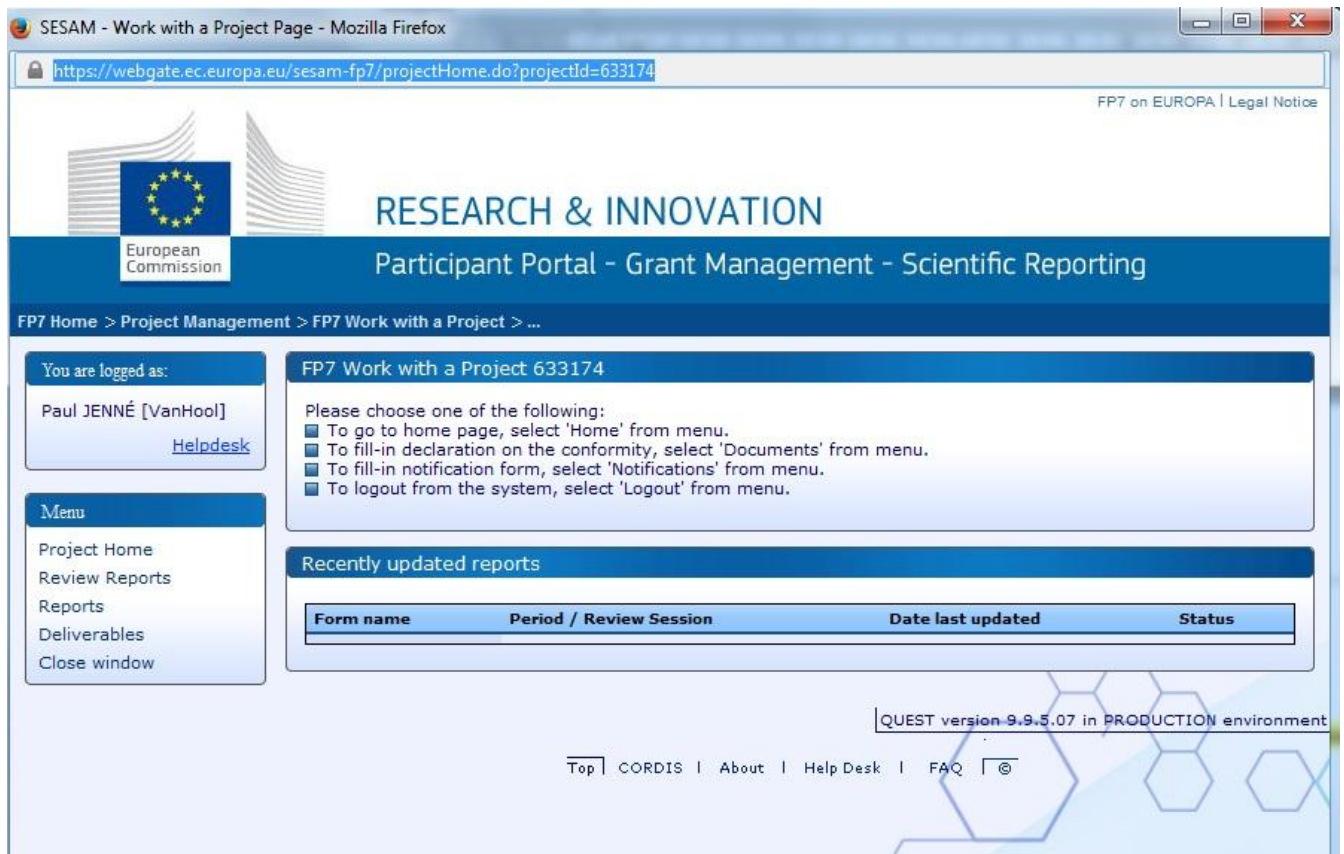 SESAM - Work with a Project Page - Mozilla Firefox
https://webgate.ec.europa.eu/sesam-fp7/projectHome.do?projectId=633174
FP7 on EUROPA | Legal Notice
European
Commission
RESEARCH & INNOVATION
Participant Portal - Grant Management - Scientific Reporting
FP7 Home > Project Management > FP7 Work with a Project > ...
You are logged as:
Paul JENNÉ [VanHool]
Helpdesk
Menu
Project Home
Review Reports
Reports
Deliverables
Close window
FP7 Work with a Project 633174
Please choose one of the following:
To go to home page, select 'Home' from menu.
To fill-in declaration on the conformity, select 'Documents' from menu.
To fill-in notification form, select 'Notifications' from menu.
To logout from the system, select 'Logout' from menu.
Recently updated reports
Form name Period / Review Session Date last updated Status
QUEST version 9.9.5.07 in PRODUCTION environment
Top CORDIS | About | Help Desk | FAQ ©